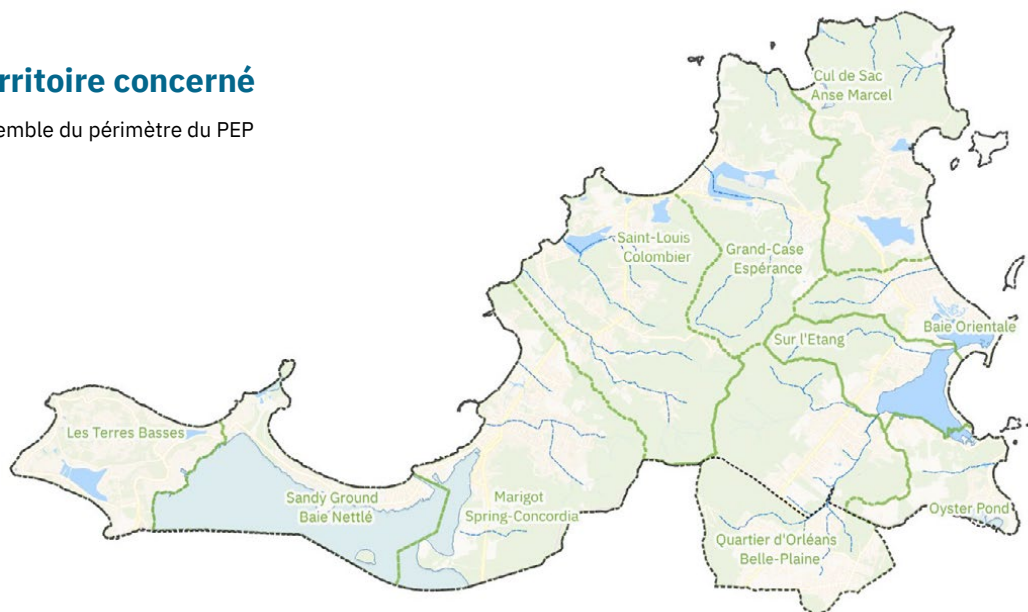 rritoire concerné
emble du périmètre du PEP
Cul de Sac
Anse Marcel
Saint-Louis
Colombier
Grand-Case
Espérance
Baie Orientale
Sur l'Etang
Les Terres Basses
Sandy Ground
Baie Nettlé
Marigot
Spring-Concordia
Oyster Pond
Quartier d'Orléans
Belle-Plaine